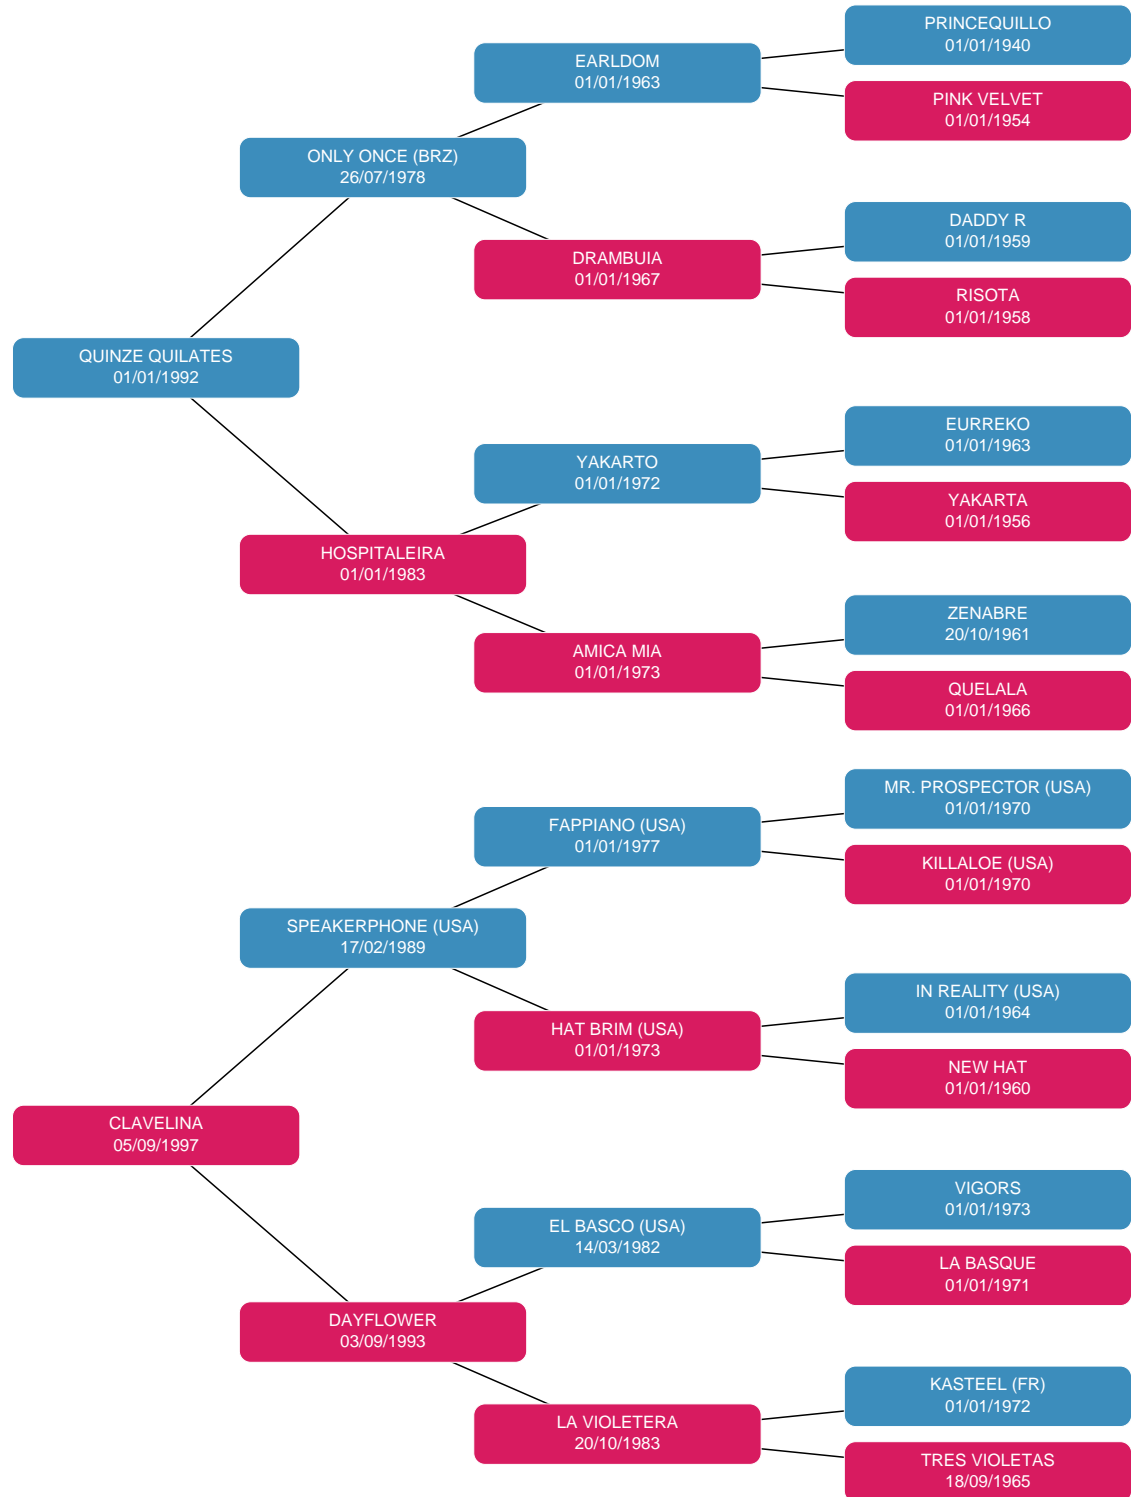 PRINCEQUILLO
01/01/1940
EARLDOM
01/01/1963
PINK VELVET
01/01/1954
ONLY ONCE (BRZ)
26/07/1978
DADDY R
01/01/1959
DRAMBUIA
01/01/1967
RISOTA
01/01/1958
QUINZE QUILATES
01/01/1992
EURREKO
01/01/1963
YAKARTO
01/01/1972
YAKARTA
01/01/1956
HOSPITALEIRA
01/01/1983
ZENABRE
20/10/1961
AMICA MIA
01/01/1973
QUELALA
01/01/1966
MR. PROSPECTOR (USA)
01/01/1970
FAPPIANO (USA)
01/01/1977
KILLALOE (USA)
01/01/1970
SPEAKERPHONE (USA)
17/02/1989
IN REALITY (USA)
01/01/1964
HAT BRIM (USA)
01/01/1973
NEW HAT
01/01/1960
CLAVELINA
05/09/1997
VIGORS
01/01/1973
EL BASCO (USA)
14/03/1982
LA BASQUE
01/01/1971
DAYFLOWER
03/09/1993
KASTEEL (FR)
01/01/1972
LA VIOLETERA
20/10/1983
TRES VIOLETAS
18/09/1965